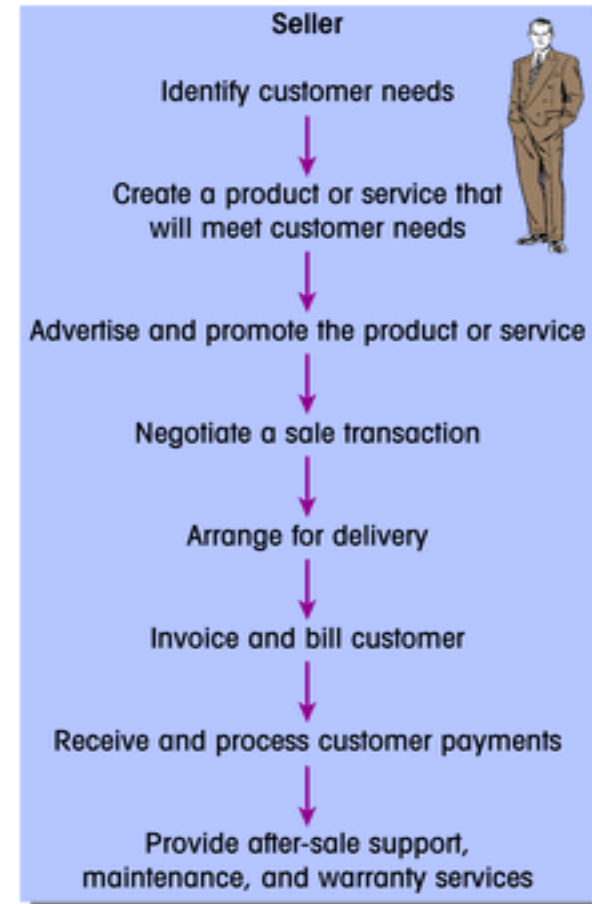 Seller
Identify customer needs
Create a product or service that
will meet customer needs
Advertise and promote the product or service
Negotiate a sale transaction
Arrange for delivery
Invoice and bill customer
Receive and process customer payments
Provide after-sale support,
maintenance, and warranty services